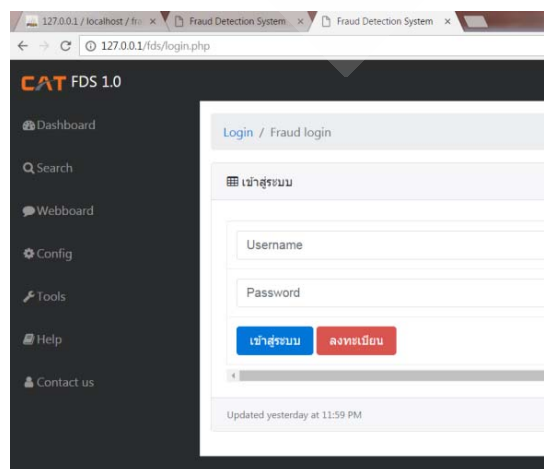 127.0.0.1 / localhost / fra
Fraud Detection System
Fraud Detection System
127.0.0.1/fds/login.php
CAT FDS 1.0
Dashboard
Login / Fraud login
Search
เข้าสู่ระบบ
Webboard
Username
Config
Password
Tools
เข้าสู่ระบบ ลงทะเบียน
Help
Contact us
Updated yesterday at 11:59 PM